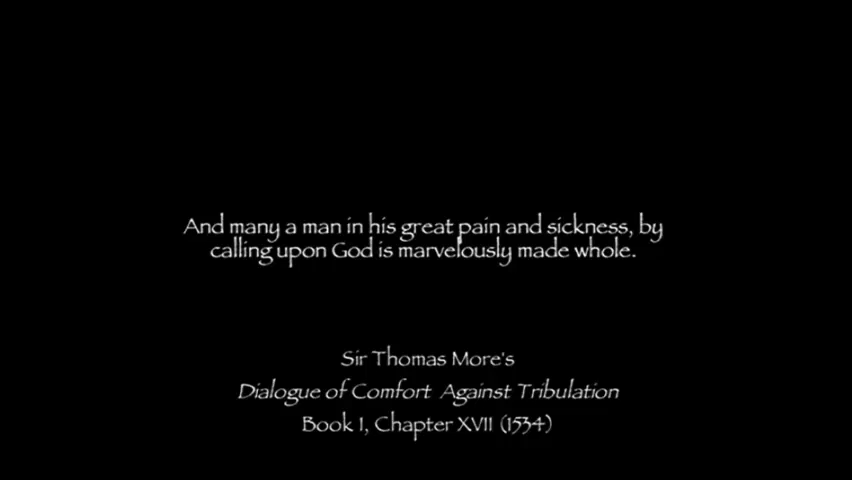 And many a man in his great pain and sickness, by
calling upon God is marvelously made whole.
Sir Thomas More's
Dialogue of Comfort Against Tribulation
Book I, Chapter XVII (1534)